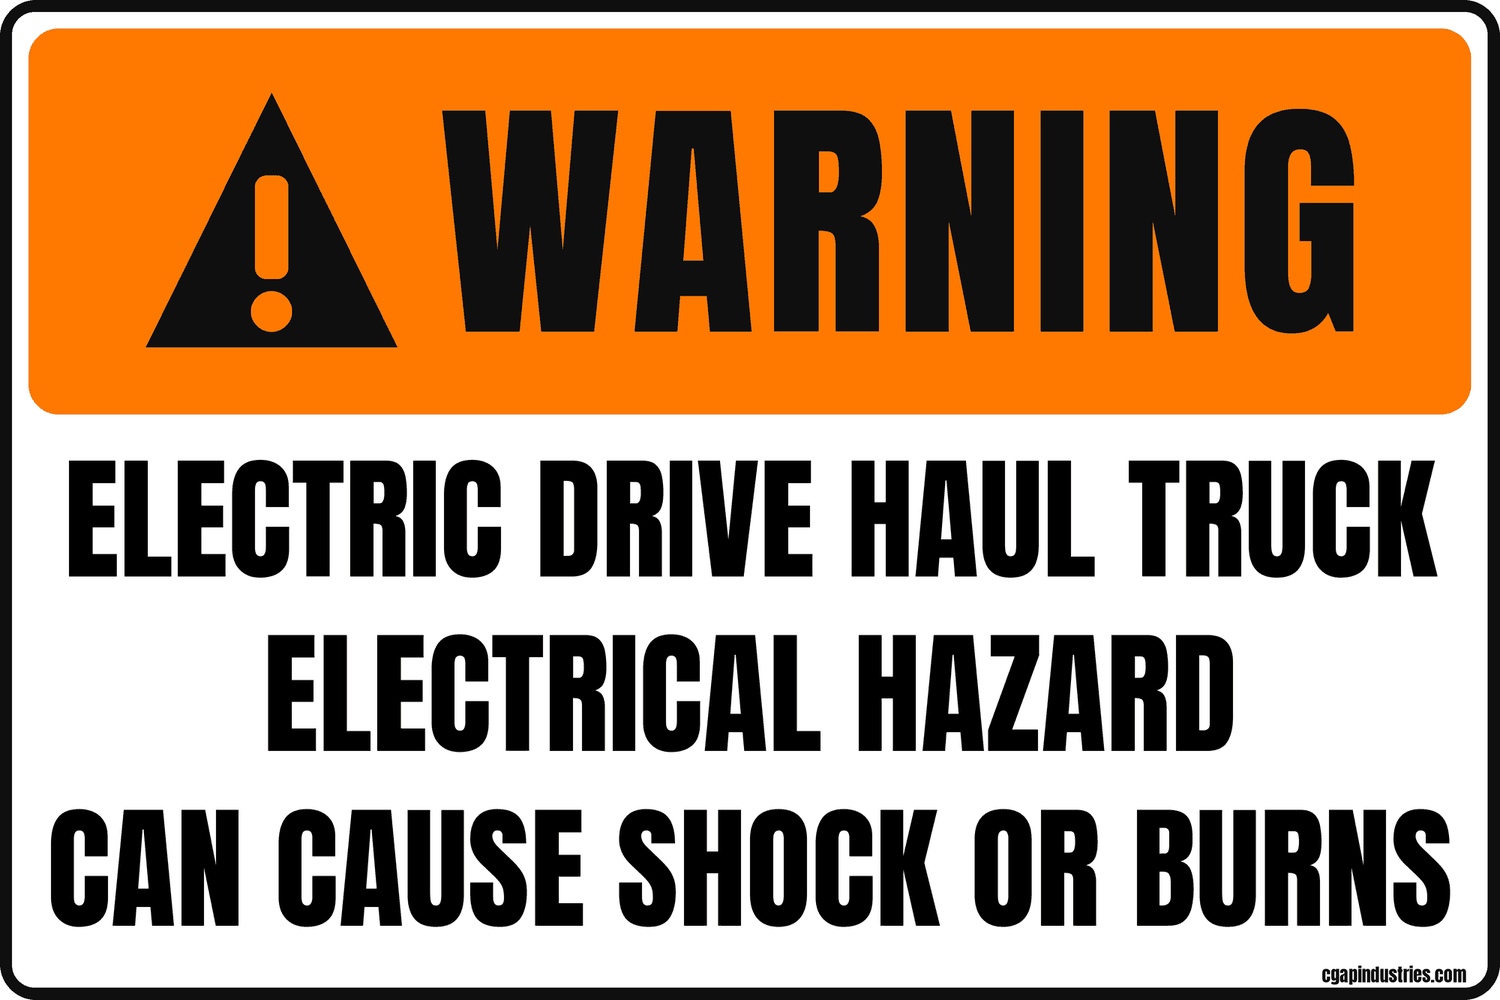 WARNING
ELECTRIC DRIVE HAUL TRUCK
ELECTRICAL HAZARD
CAN CAUSE SHOCK OR BURNS
cgapindustries.com